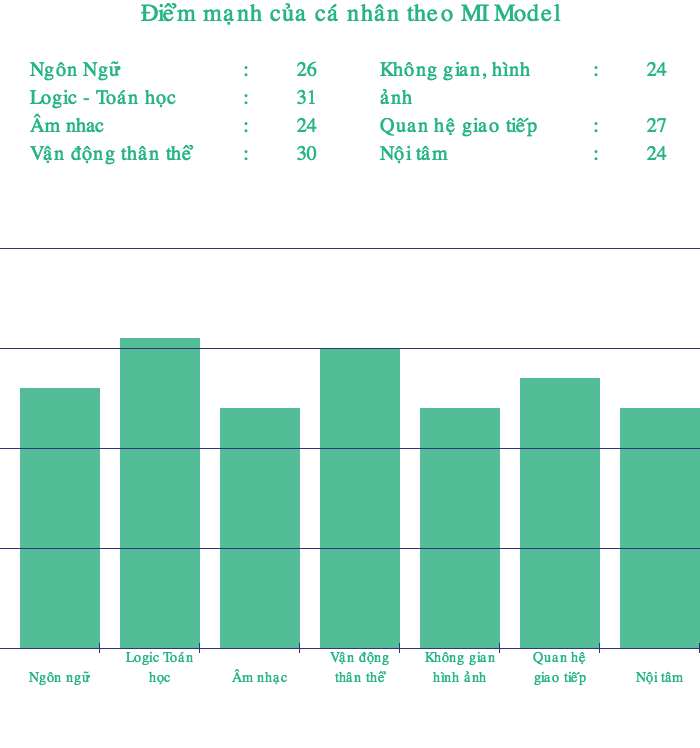 Điểm mạnh của cá nhân theo MI Model
Ngôn Ngữ : 26
Logic - Toán học : 31
Âm nhac : 24
Vận động thân thể : 30
Không gian, hình : 24
ảnh
Quan hệ giao tiếp : 27
Nội tâm : 24
Ngôn ngữ
Logic Toán
học
Âm nhạc
Vận động
thân thể
Không gian
hình ảnh
Quan hệ
giao tiếp
Nội tâm